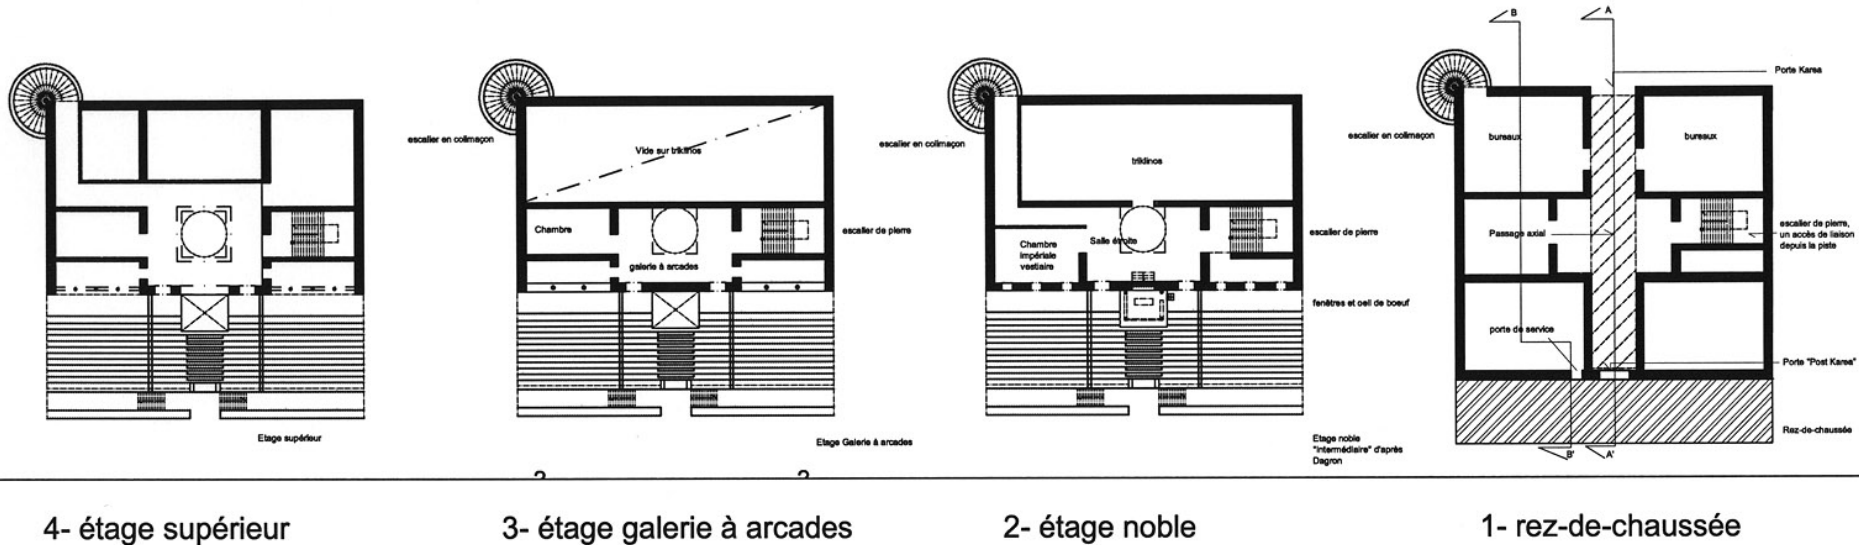 Etage supérieur
escalier en colimaçon
Vide sur triklinos
Chambre
galerie à arcades
escalier de pierre
Etage Galerie à arcades
escalier en colimaçon
triklinos
Chambre
impériale
vestiaire
Salle étroite
escalier de pierre
fenêtres et oeil de boeuf
Etage noble
"intermédiaire" d'après
Dagron
B
A
Porte Karea
escalier en colimaçon
bureaux
bureaux
Passage axial
escalier de pierre,
un accès de liaison
depuis la piste
porte de service
Porte "Post Karea"
Rez-de-chaussée
B'
A'
4- étage supérieur
3- étage galerie à arcades
2- étage noble
1- rez-de-chaussée